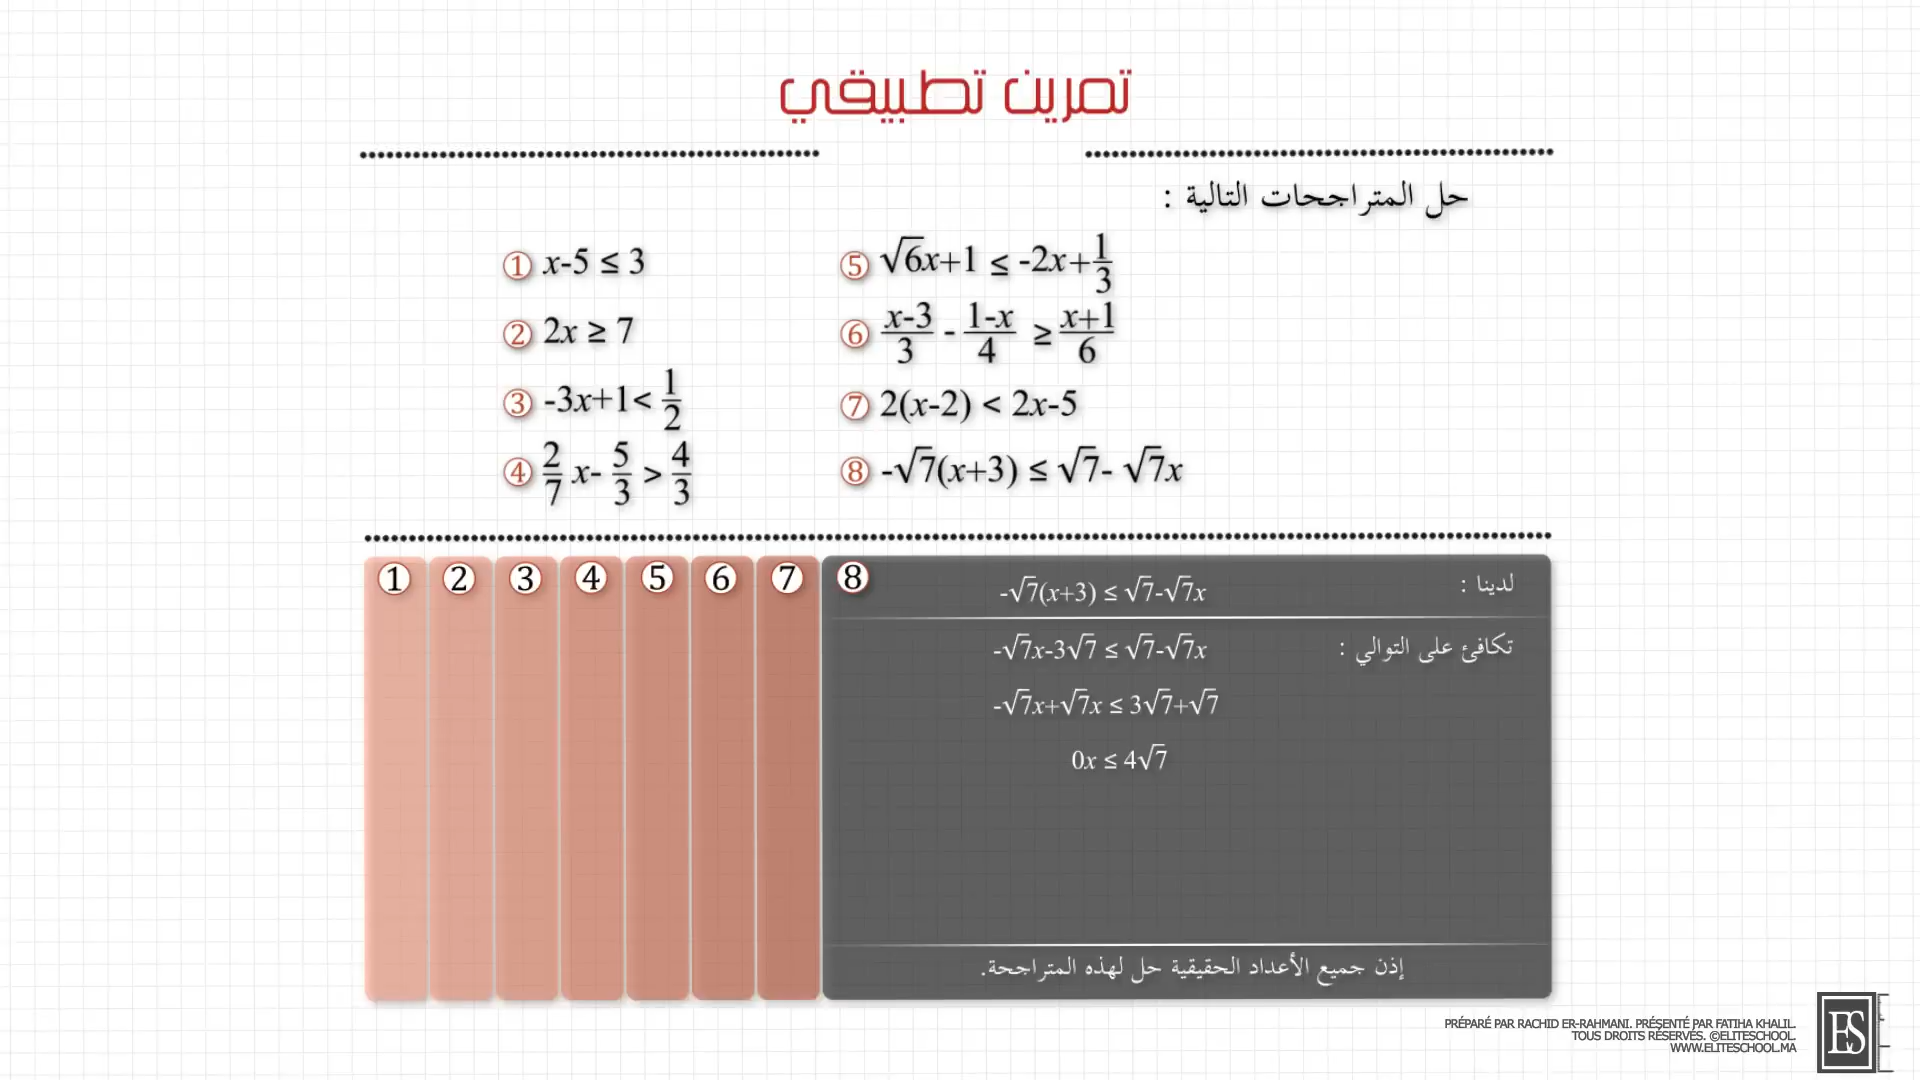 تمرين تطبيقي
حل المتراجحات التالية :
① x-5 ≤ 3
② 2x ≥ 7
③ -3x+1< 1/2
④ 2/7 x- 5/3 > 4/3
⑤ √6x+1 ≤ -2x+1/3
⑥ x-3/3 - 1-x/4 ≥ x+1/6
⑦ 2(x-2) < 2x-5
⑧ -√7(x+3) ≤ √7- √7x
1 2 3 4 5 6 7 8
لدينا : -√7(x+3) ≤ √7-√7x
تكافئ على التوالي : -√7x-3√7 ≤ √7-√7x
-√7x+√7x ≤ 3√7+√7
0x ≤ 4√7
إذن جميع الأعداد الحقيقية حل لهذه المتراجحة.
PRÉPARÉ PAR RACHID ER-RAHMANI. PRÉSENTÉ PAR FATIHA KHALIL.
TOUS DROITS RÉSERVÉS. ©ELITESCHOOL.
WWW.ELITESCHOOL.MA
ES